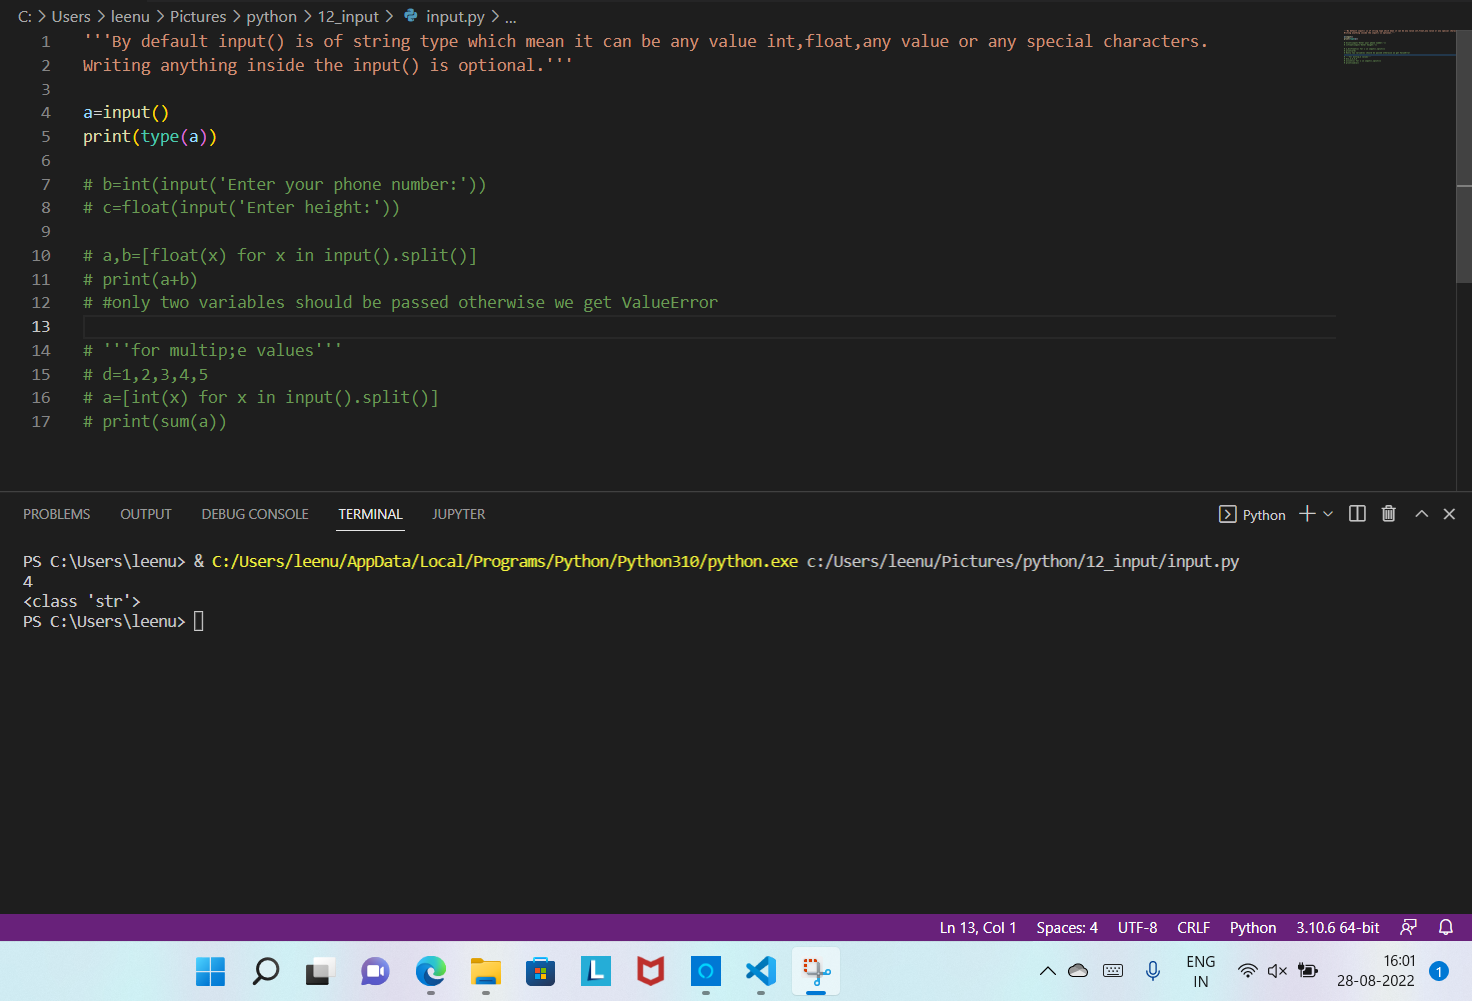 C: > Users > leenu > Pictures > python > 12_input > input.py > ...
1 '''By default input() is of string type which mean it can be any value int,float,any value or any special characters.
2 Writing anything inside the input() is optional.'''
3
4 a=input()
5 print(type(a))
6
7 # b=int(input('Enter your phone number:'))
8 # c=float(input('Enter height:'))
9
10 # a,b=[float(x) for x in input().split()]
11 # print(a+b)
12 # #only two variables should be passed otherwise we get ValueError
13
14 # '''for multip;e values'''
15 # d=1,2,3,4,5
16 # a=[int(x) for x in input().split()]
17 # print(sum(a))
PROBLEMS OUTPUT DEBUG CONSOLE TERMINAL JUPYTER Python
PS C:\Users\leenu> & C:/Users/leenu/AppData/Local/Programs/Python/Python310/python.exe c:/Users/leenu/Pictures/python/12_input/input.py
4
<class 'str'>
PS C:\Users\leenu>
Ln 13, Col 1 Spaces: 4 UTF-8 CRLF Python 3.10.6 64-bit
ENG 16:01
IN 28-08-2022 1